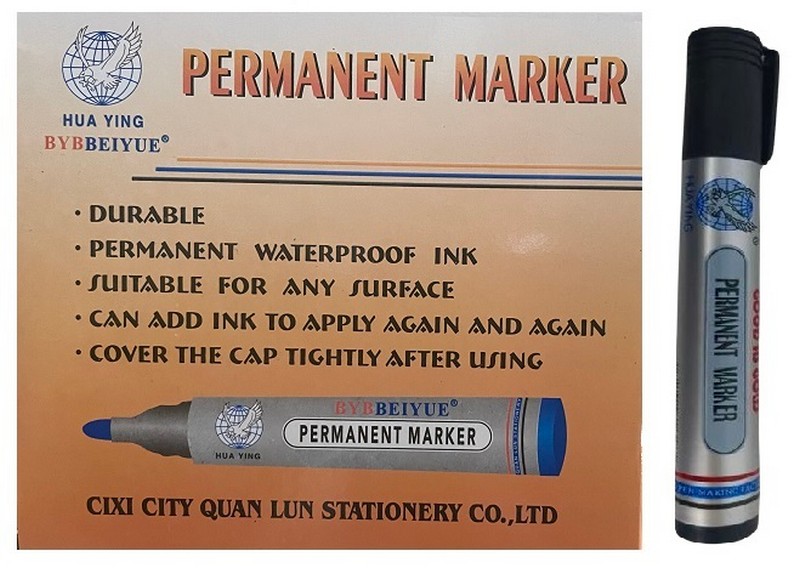 HUA YING
BYBBEIYUE®
PERMANENT MARKER
· DURABLE
· PERMANENT WATERPROOF INK
· SUITABLE FOR ANY SURFACE
· CAN ADD INK TO APPLY AGAIN AND AGAIN
· COVER THE CAP TIGHTLY AFTER USING
BYBBEIYUE®
PERMANENT MARKER
HUA YING
CIXI CITY QUAN LUN STATIONERY CO.,LTD
HUA YING
PERMANENT MARKER